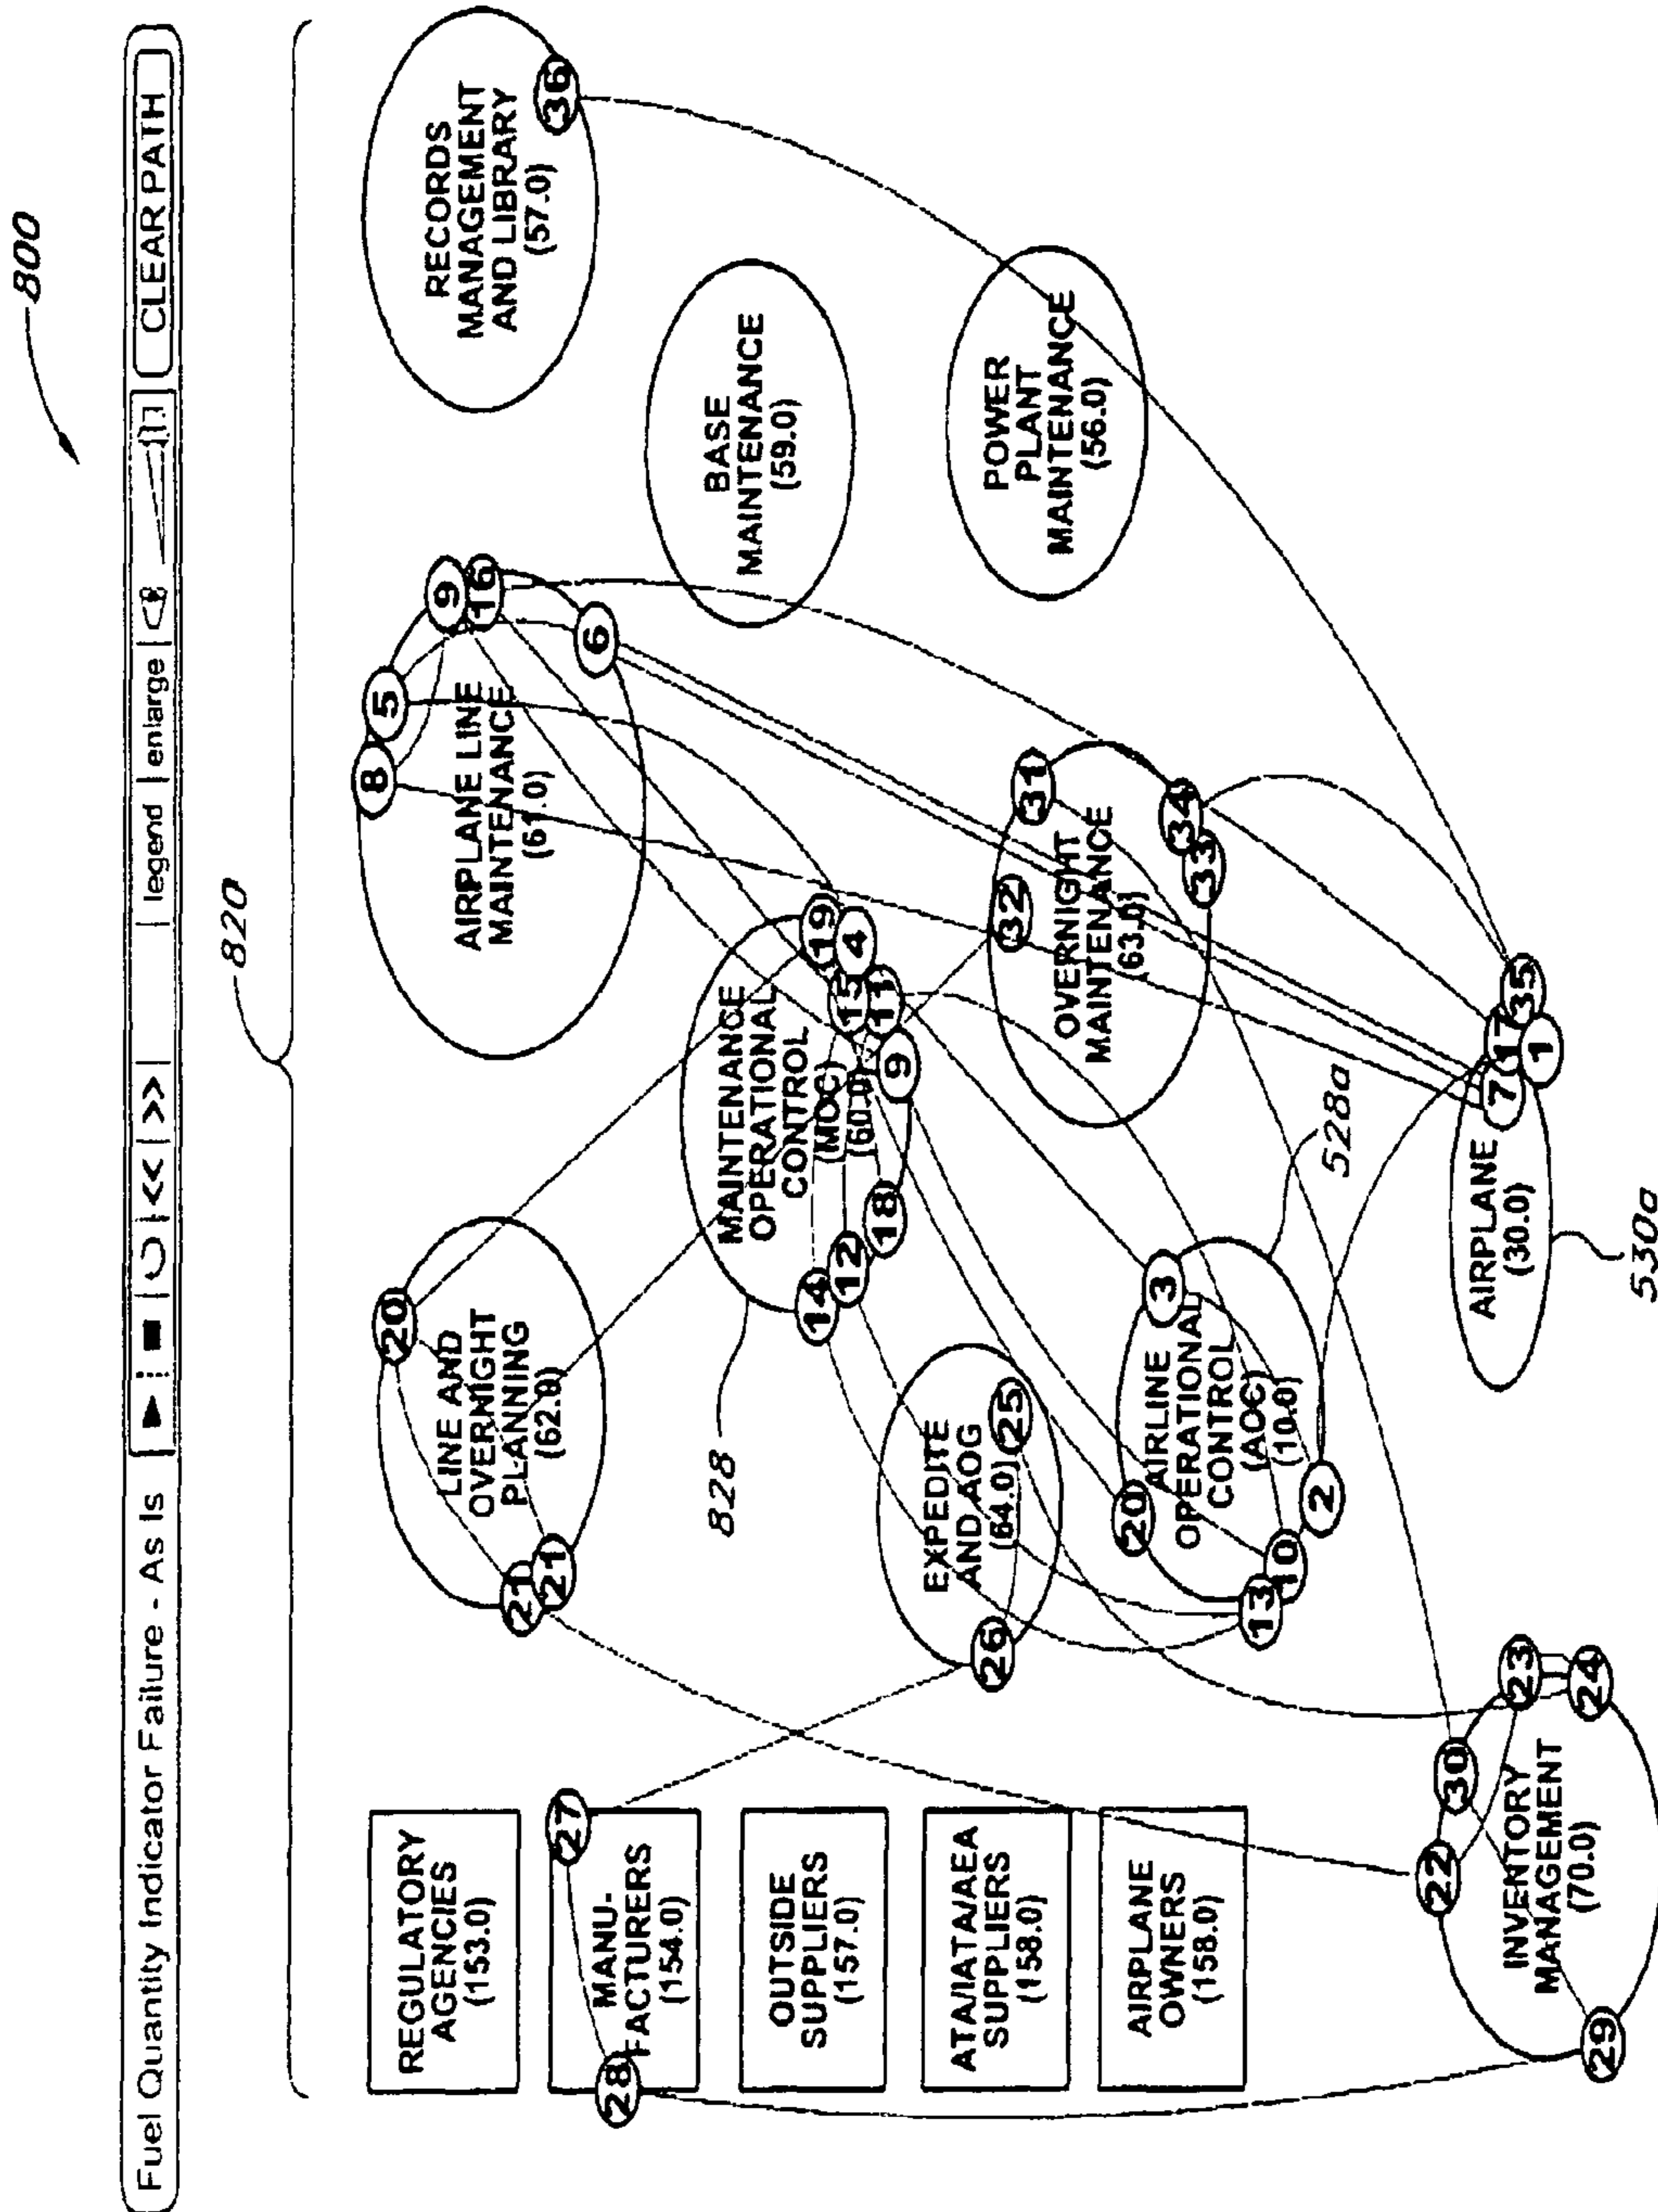 800
Fuel Quantity Indicator Failure - As Is
<< | >>
legend | enlarge
CLEAR PATH
820
REGULATORY
AGENCIES
(153.0)
27
MANU-
FACTURERS
(154.0)
28
OUTSIDE
SUPPLIERS
(157.0)
ATA/IATA/AEA
SUPPLIERS
(158.0)
AIRPLANE
OWNERS
(158.0)
20
LINE AND
OVERNIGHT
PLANNING
(62.0)
21
21
828
MAINTENANCE
OPERATIONAL
CONTROL
(MOC)
(60.0)
19
4
15
11
9
14
12
18
8
5
9
16
6
AIRPLANE LINE
MAINTENANCE
(61.0)
RECORDS
MANAGEMENT
AND LIBRARY
(57.0)
36
BASE
MAINTENANCE
(59.0)
POWER
PLANT
MAINTENANCE
(56.0)
EXPEDITE
AND AOG
(64.0)
25
26
20
3
AIRLINE
OPERATIONAL
CONTROL
(AOC)
(10.0)
13
10
2
528a
32
31
OVERNIGHT
MAINTENANCE
(63.0)
34
33
22
30
23
24
INVENTORY
MANAGEMENT
(70.0)
29
AIRPLANE
(30.0)
7
17
35
1
530a